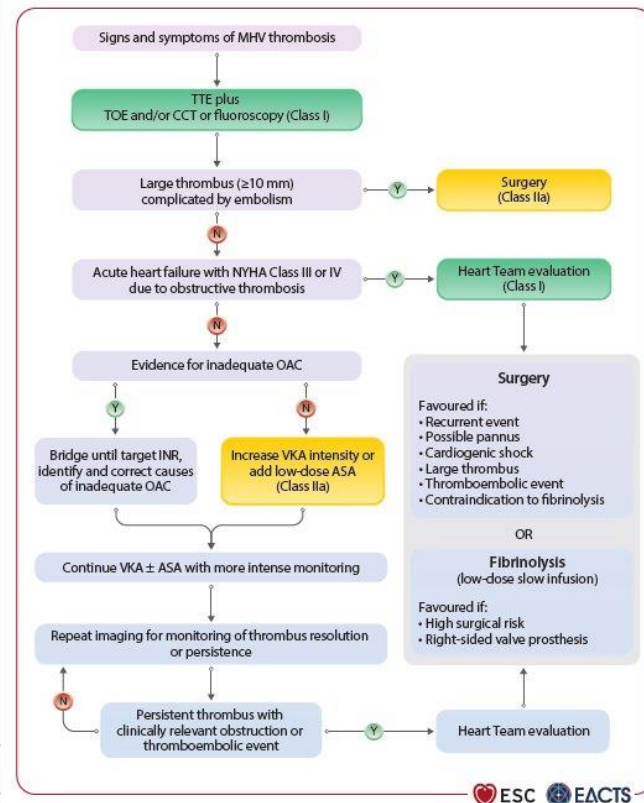 Signs and symptoms of MHV thrombosis
TTE plus
TOE and/or CCT or fluoroscopy (Class I)
Large thrombus (≥10 mm)
complicated by embolism
Y
Surgery
(Class IIa)
N
Acute heart failure with NYHA Class III or IV
due to obstructive thrombosis
Y
Heart Team evaluation
(Class I)
N
Evidence for inadequate OAC
Y
N
Bridge until target INR,
identify and correct causes
of inadequate OAC
Increase VKA intensity or
add low-dose ASA
(Class IIa)
Surgery
Favoured if:
• Recurrent event
• Possible pannus
• Cardiogenic shock
• Large thrombus
• Thromboembolic event
• Contraindication to fibrinolysis
OR
Fibrinolysis
(low-dose slow infusion)
Favoured if:
• High surgical risk
• Right-sided valve prosthesis
Continue VKA ± ASA with more intense monitoring
Repeat imaging for monitoring of thrombus resolution
or persistence
N
Persistent thrombus with
clinically relevant obstruction or
thromboembolic event
Y
Heart Team evaluation
ESC EACTS